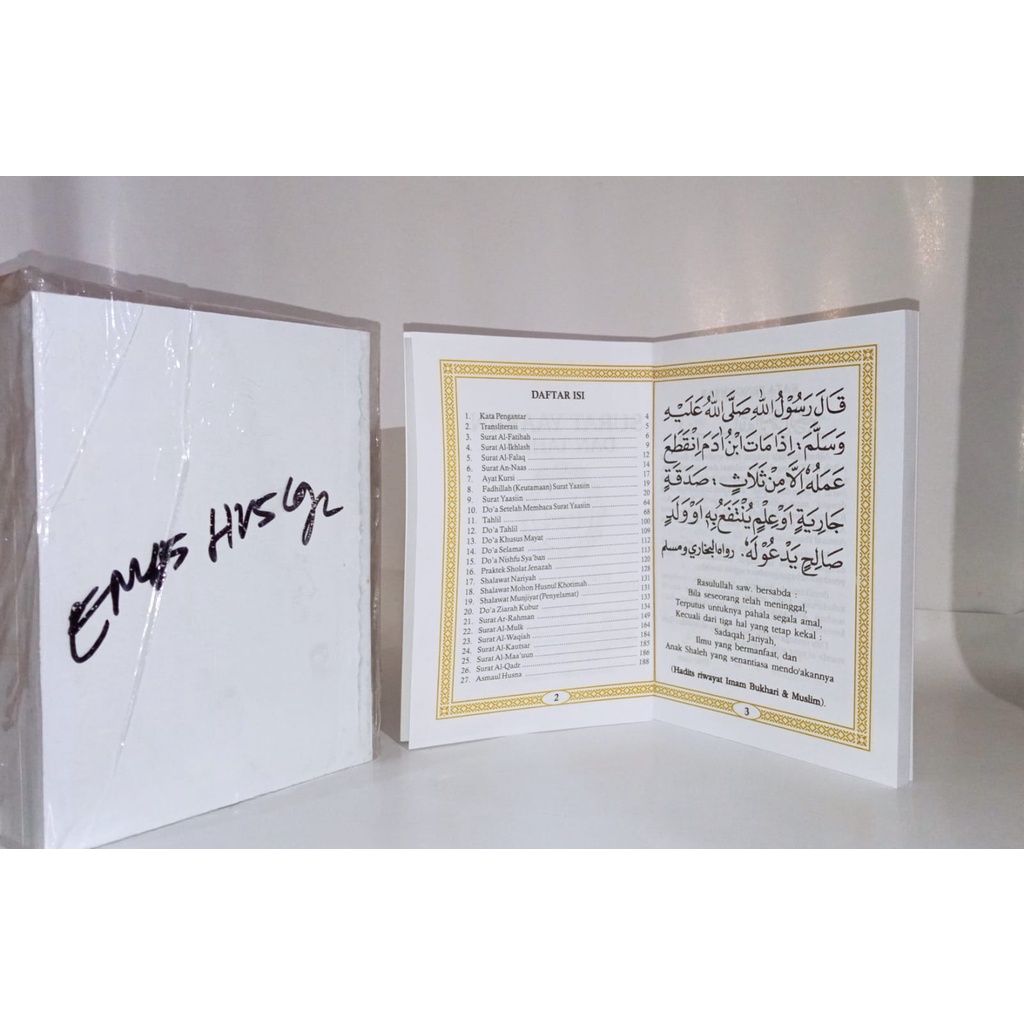 EMAS HVS
DAFTAR ISI
1. Kata Pengantar 4
2. Transliterasi 5
3. Surat Al-Fatihah 6
4. Surat Al-Ikhlash 9
5. Surat Al-Falaq 12
6. Surat An-Naas 14
7. Ayat Kursi 17
8. Fadhillah (Keutamaan) Surat Yaasiin 19
9. Surat Yaasiin 20
10. Do'a Setelah Membaca Surat Yaasiin 64
11. Tahlil 68
12. Do'a Tahlil 100
13. Do'a Khusus Mayat 109
14. Do'a Selamat 112
15. Do'a Nishfu Sya'ban 113
16. Praktek Sholat Jenazah 120
17. Shalawat Nariyah 128
18. Shalawat Mohon Husnul Khotimah 131
19. Shalawat Munjiyat (Penyelamat) 131
20. Do'a Ziarah Kubur 133
21. Surat Ar-Rahman 134
22. Surat Al-Mulk 149
23. Surat Al-Waqiah 164
24. Surat Al-Kautsar 184
25. Surat Al-Maa'uun 185
26. Surat Al-Qadr 186
27. Asmaul Husna 188
2
قَالَ رَسُوْلُ اللهِ صَلَّى اللهُ عَلَيْهِ
وَسَلَّمَ : اِذَا مَاتَ ابْنُ اٰدَمَ اِنْقَطَعَ
عَمَلُهُ اِلَّا مِنْ ثَلَاثٍ : صَدَقَةٍ
جَارِيَةٍ اَوْ عِلْمٍ يُنْتَفَعُ بِهِ اَوْ وَلَدٍ
صَالِحٍ يَدْعُوْ لَهُ. رواه البخاري ومسلم
Rasulullah saw. bersabda :
Bila seseorang telah meninggal,
Terputus untuknya pahala segala amal,
Kecuali dari tiga hal yang tetap kekal :
Sadaqah Jariyah,
Ilmu yang bermanfaat, dan
Anak Shaleh yang senantiasa mendo'akannya
(Hadits riwayat Imam Bukhari & Muslim).
3